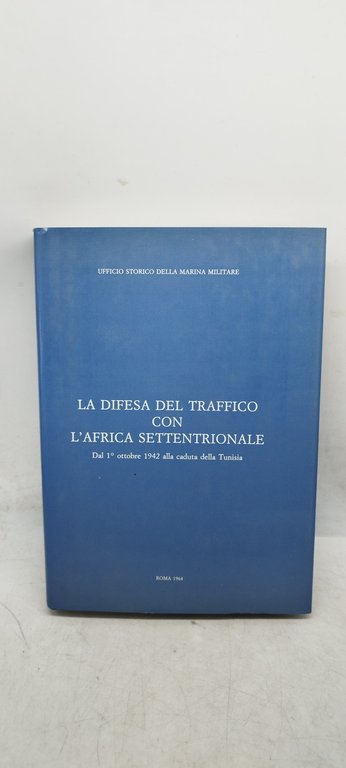 UFFICIO STORICO DELLA MARINA MILITARE
LA DIFESA DEL TRAFFICO
CON
L'AFRICA SETTENTRIONALE
Dal 1° ottobre 1942 alla caduta della Tunisia
ROMA 1964